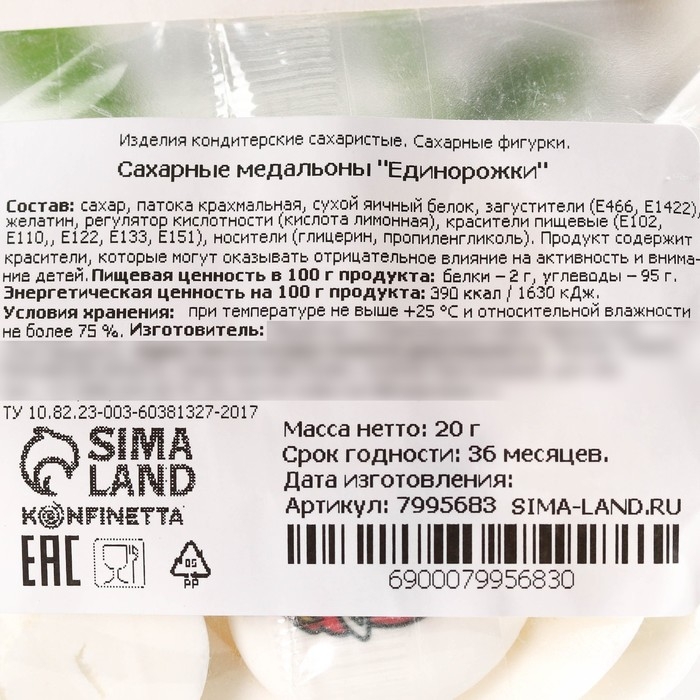 Изделия кондитерские сахаристые. Сахарные фигурки.
Сахарные медальоны "Единорожки"
Состав: сахар, патока крахмальная, сухой яичный белок, загустители (Е466, Е1422),
желатин, регулятор кислотности (кислота лимонная), красители пищевые (Е102,
Е110,, Е122, Е133, Е151), носители (глицерин, пропиленгликоль). Продукт содержит
красители, которые могут оказывать отрицательное влияние на активность и внима-
ние детей. Пищевая ценность в 100 г продукта: белки – 2 г, углеводы – 95 г.
Энергетическая ценность на 100 г продукта: 390 ккал / 1630 кДж.
Условия хранения: при температуре не выше +25 °С и относительной влажности
не более 75 %. Изготовитель:
ТУ 10.82.23-003-60381327-2017
SIMA
LAND
KONFINETTA
Масса нетто: 20 г
Срок годности: 36 месяцев.
Дата изготовления:
Артикул: 7995683 SIMA-LAND.RU
6900079956830
EAC
05
PP